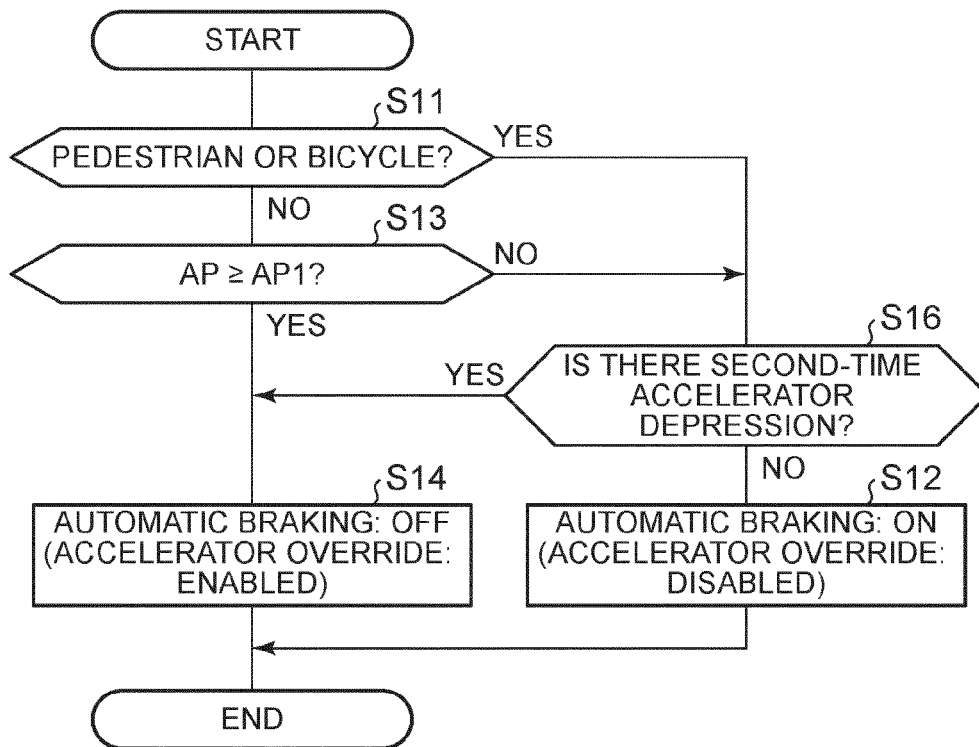 START
S11
PEDESTRIAN OR BICYCLE?
YES
NO
S13
AP ≥ AP1?
NO
YES
S16
IS THERE SECOND-TIME
ACCELERATOR
DEPRESSION?
YES
NO
S14
AUTOMATIC BRAKING: OFF
(ACCELERATOR OVERRIDE:
ENABLED)
S12
AUTOMATIC BRAKING: ON
(ACCELERATOR OVERRIDE:
DISABLED)
END